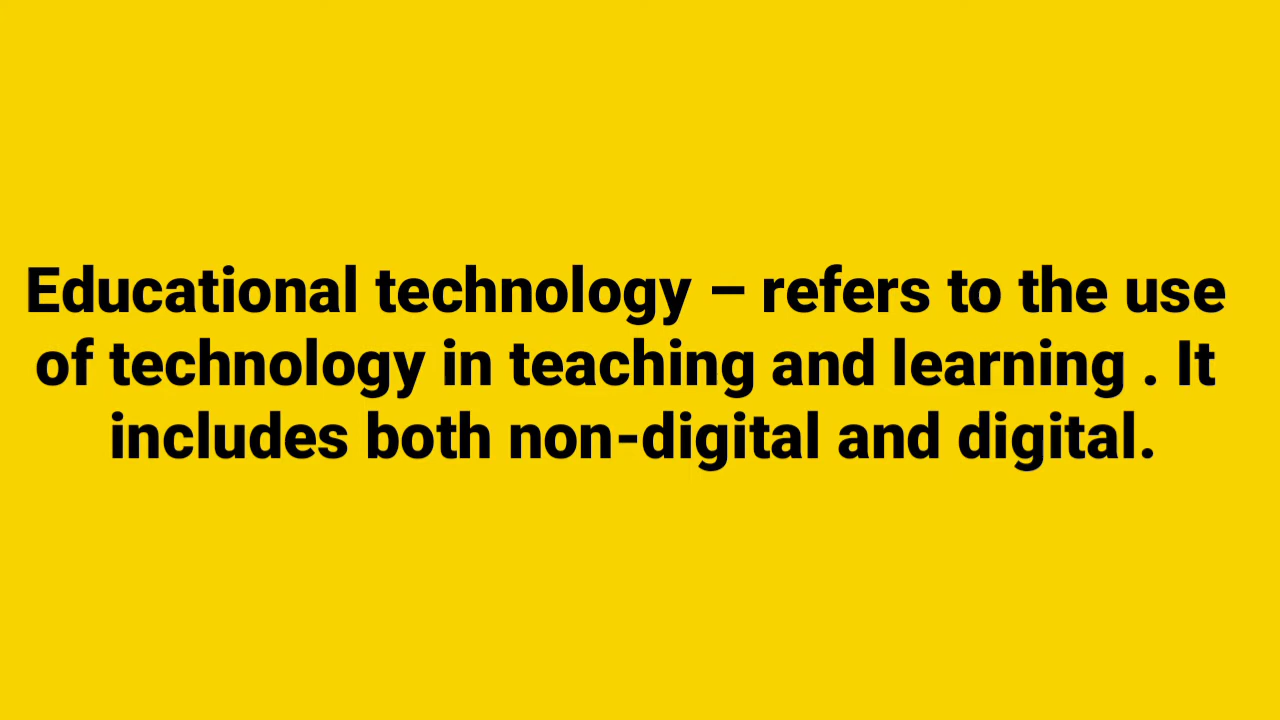 Educational technology – refers to the use
of technology in teaching and learning . It
includes both non-digital and digital.